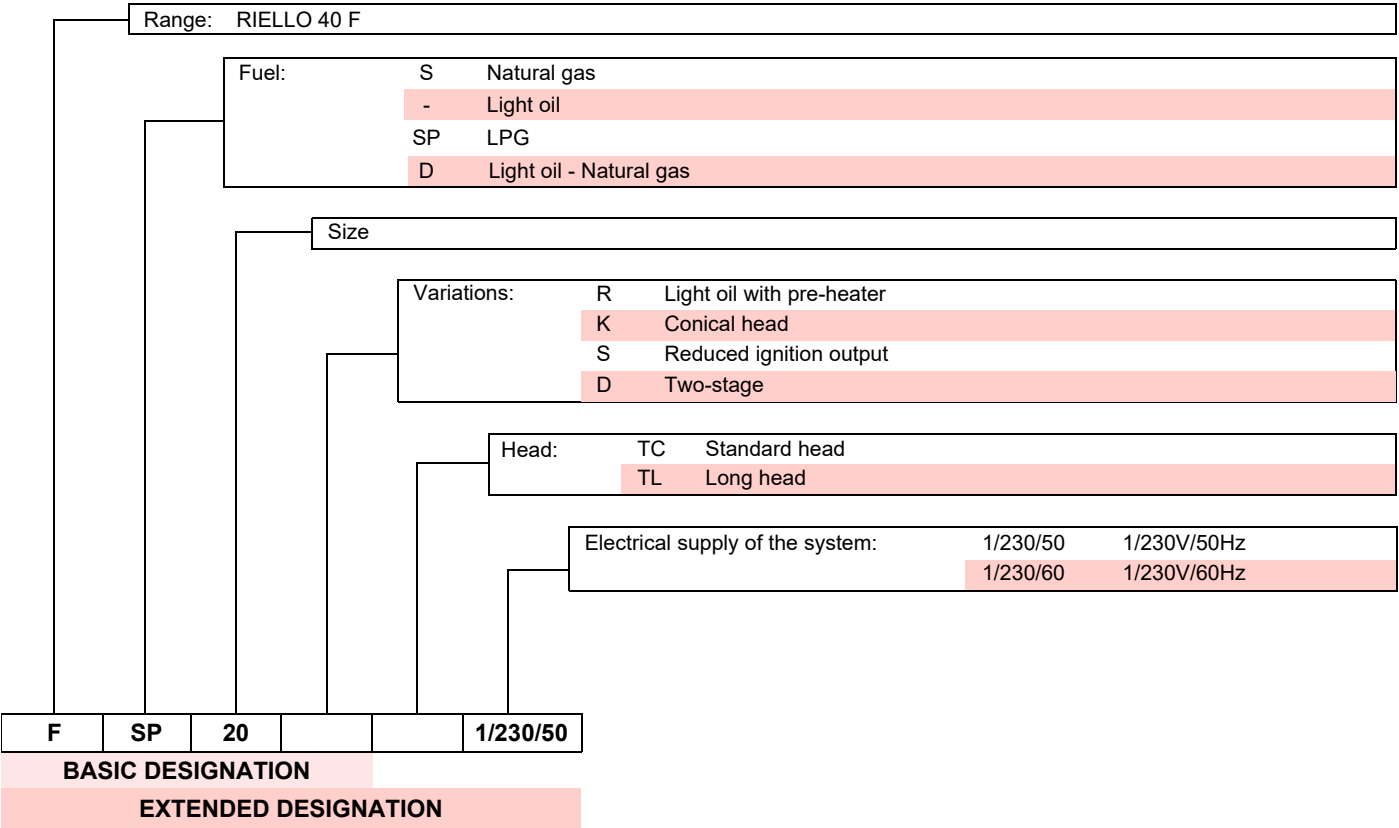 Range: RIELLO 40 F
Fuel: S Natural gas
- Light oil
SP LPG
D Light oil - Natural gas
Size
Variations: R Light oil with pre-heater
K Conical head
S Reduced ignition output
D Two-stage
Head: TC Standard head
TL Long head
Electrical supply of the system: 1/230/50 1/230V/50Hz
1/230/60 1/230V/60Hz
F SP 20 1/230/50
BASIC DESIGNATION
EXTENDED DESIGNATION